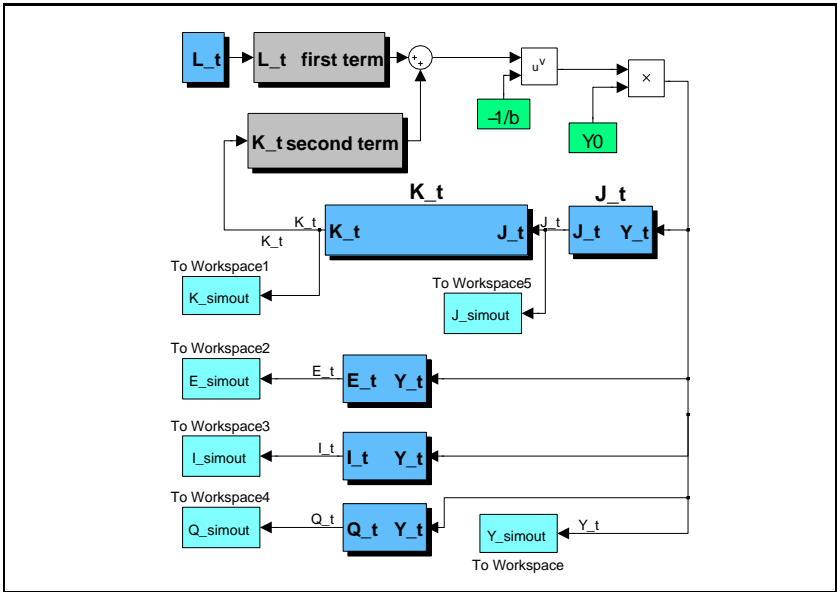 L_t
L_t first term
+
+
u^v
×
−1/b
Y0
K_t second term
K_t
J_t
K_t
K_t
K_t J_t
J_t
J_t Y_t
To Workspace1
K_simout
To Workspace5
J_simout
To Workspace2
E_simout
E_t
E_t Y_t
To Workspace3
I_simout
I_t
I_t Y_t
To Workspace4
Q_simout
Q_t
Q_t Y_t
Y_simout
Y_t
To Workspace